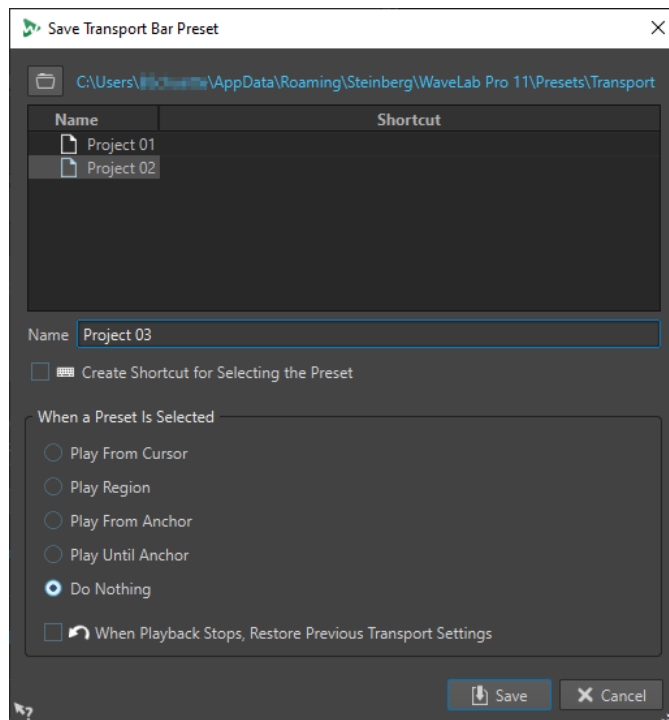 Save Transport Bar Preset
C:\Users\ \AppData\Roaming\Steinberg\WaveLab Pro 11\Presets\Transport
Name Shortcut
Project 01
Project 02
Name Project 03
Create Shortcut for Selecting the Preset
When a Preset Is Selected
Play From Cursor
Play Region
Play From Anchor
Play Until Anchor
Do Nothing
When Playback Stops, Restore Previous Transport Settings
Save Cancel